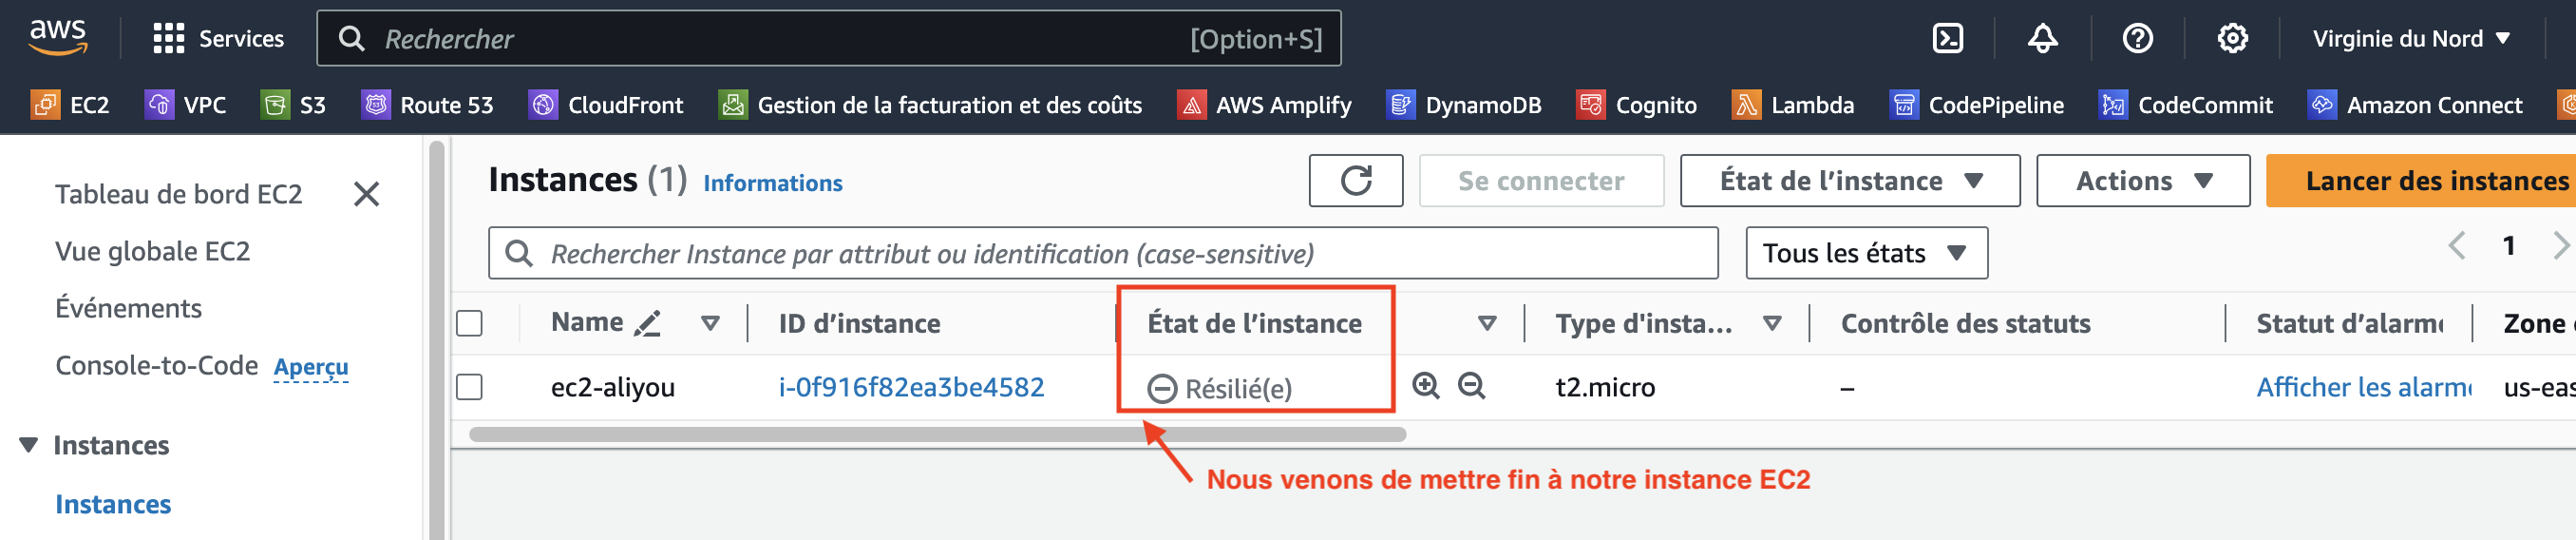 aws Services Rechercher [Option+S] Virginie du Nord
EC2 VPC S3 Route 53 CloudFront Gestion de la facturation et des coûts AWS Amplify DynamoDB Cognito Lambda CodePipeline CodeCommit Amazon Connect
Tableau de bord EC2
Vue globale EC2
Événements
Console-to-Code Aperçu
Instances
Instances
Instances (1) Informations
Se connecter État de l'instance Actions Lancer des instances
Rechercher Instance par attribut ou identification (case-sensitive) Tous les états 1
Name ID d'instance État de l'instance Type d'insta... Contrôle des statuts Statut d'alarm Zone
ec2-aliyou i-0f916f82ea3be4582 Résilié(e) t2.micro – Afficher les alarm us-eas
Nous venons de mettre fin à notre instance EC2